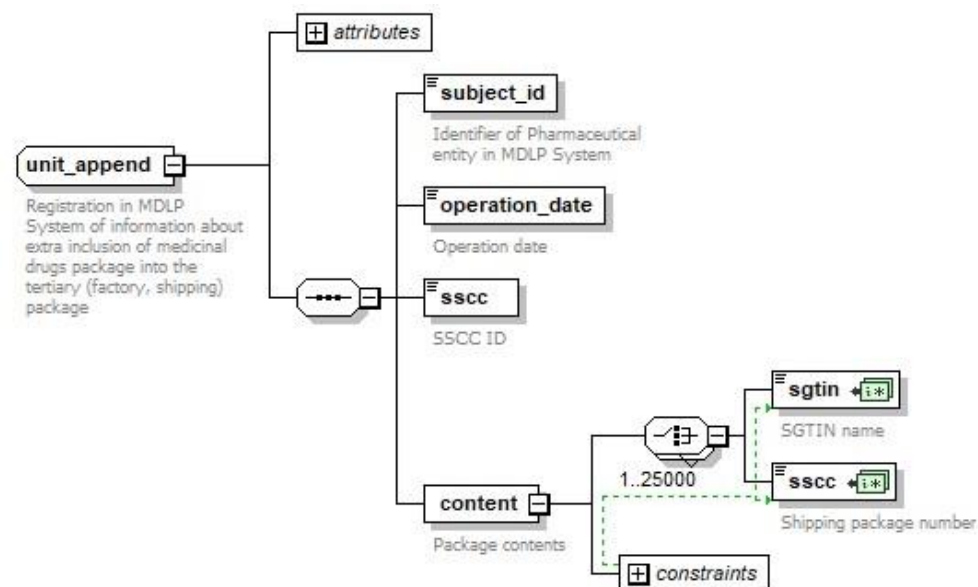 attributes
subject_id
Identifier of Pharmaceutical
entity in MDLP System
unit_append
Registration in MDLP
System of information about
extra inclusion of medicinal
drugs package into the
tertiary (factory, shipping)
package
operation_date
Operation date
sscc
SSCC ID
sgtin
SGTIN name
1..25000
sscc
Shipping package number
content
Package contents
constraints